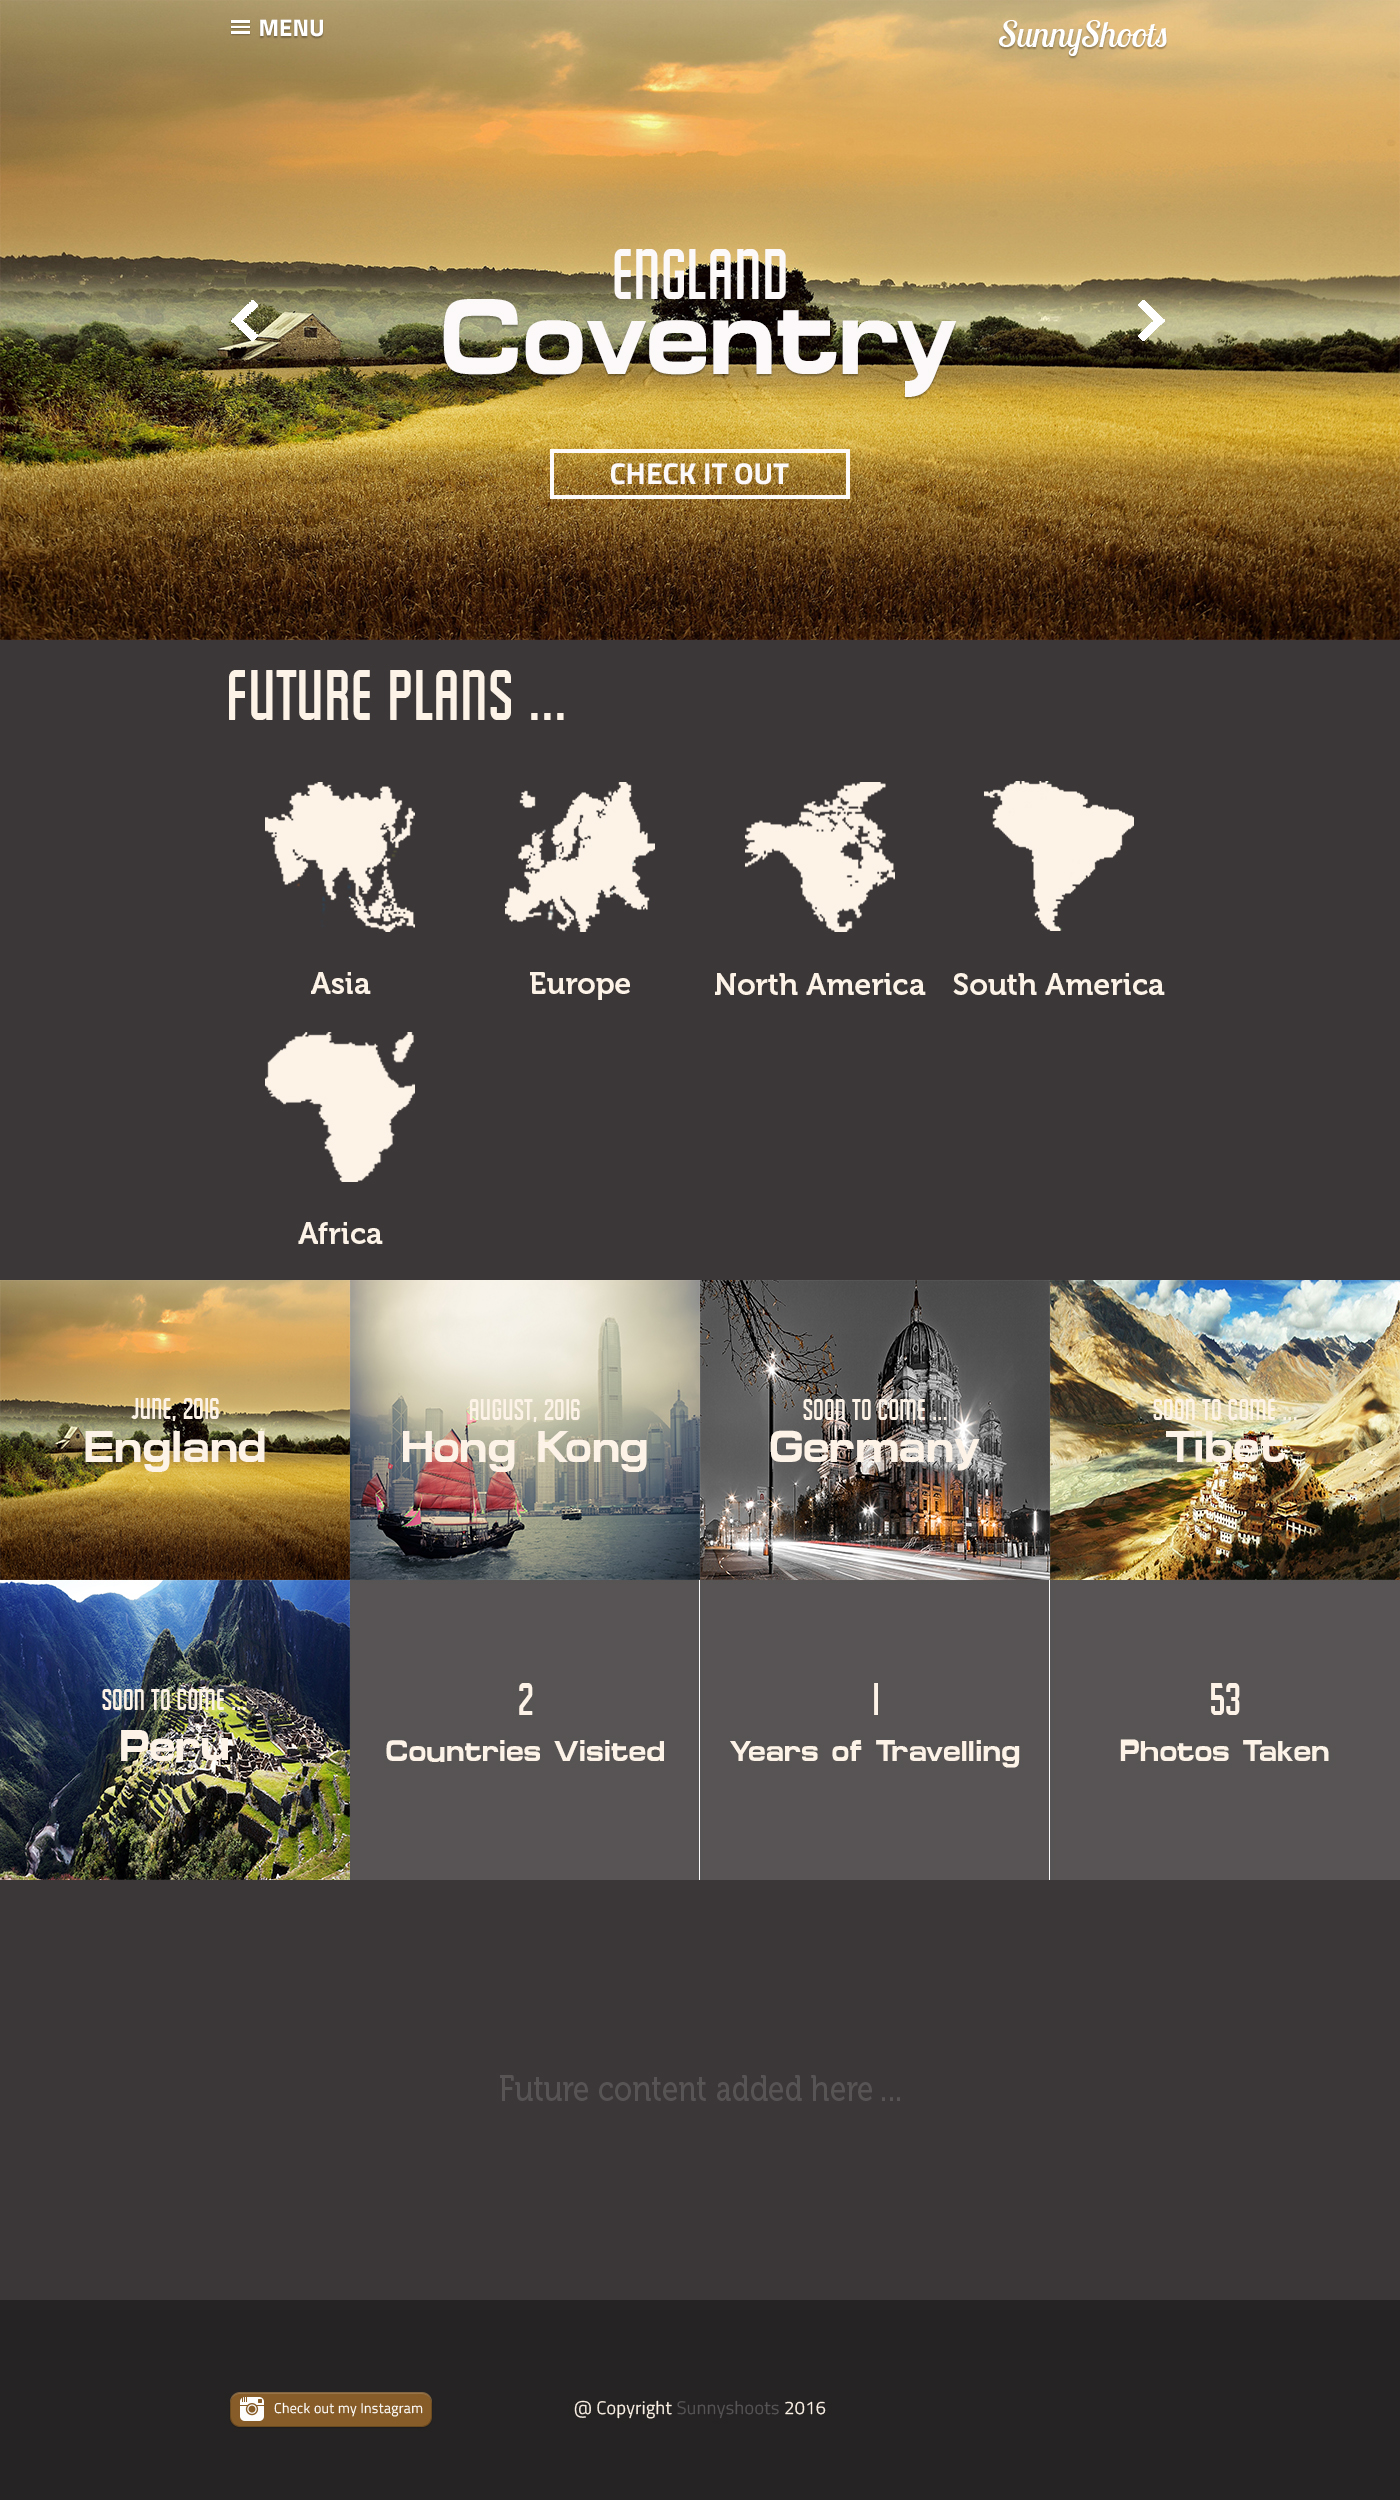 MENU
SunnyShoots
ENGLAND
Coventry
CHECK IT OUT
FUTURE PLANS ...
Asia
Europe
North America
South America
Africa
JUNE, 2016
England
AUGUST, 2016
Hong Kong
SOON TO COME ...
Germany
SOON TO COME ...
Tibet
SOON TO COME ...
Peru
2
Countries Visited
1
Years of Travelling
53
Photos Taken
Future content added here ...
Check out my Instagram
@ Copyright Sunnyshoots 2016